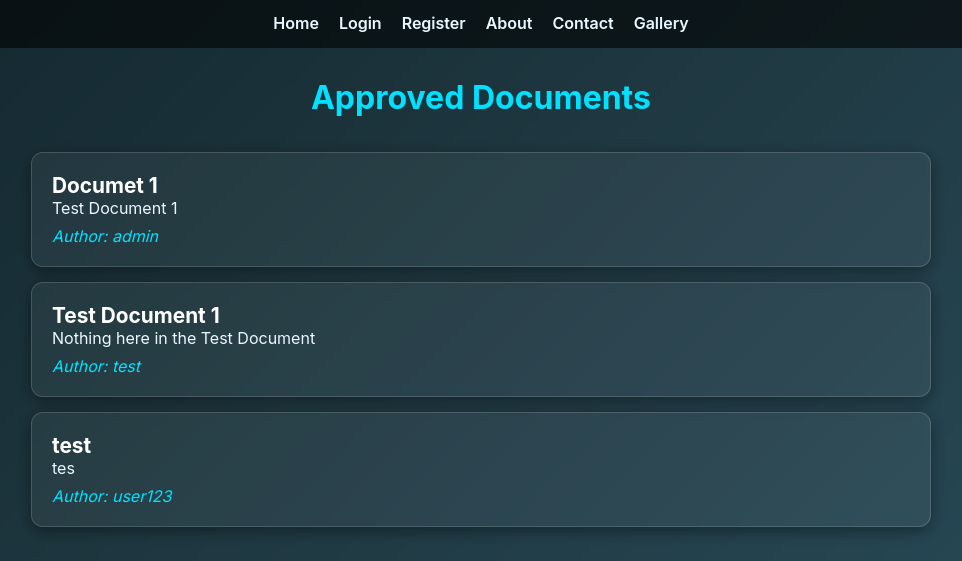 Home Login Register About Contact Gallery
Approved Documents
Documet 1
Test Document 1
Author: admin
Test Document 1
Nothing here in the Test Document
Author: test
test
tes
Author: user123